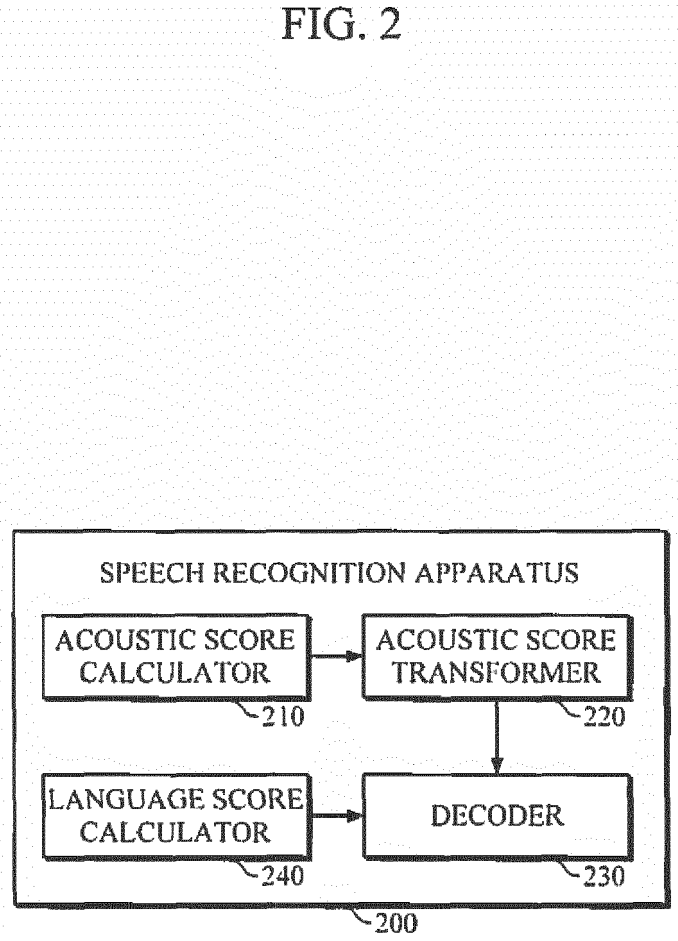 FIG. 2
SPEECH RECOGNITION APPARATUS
ACOUSTIC SCORE
CALCULATOR
210
ACOUSTIC SCORE
TRANSFORMER
220
LANGUAGE SCORE
CALCULATOR
240
DECODER
230
200